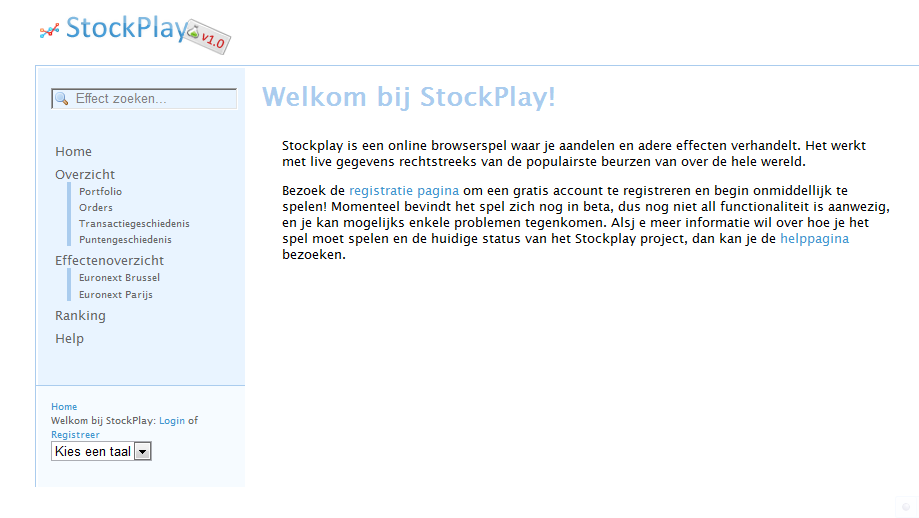 StockPlay v1.0
Effect zoeken...
Home
Overzicht
Portfolio
Orders
Transactiegeschiedenis
Puntengeschiedenis
Effectenoverzicht
Euronext Brussel
Euronext Parijs
Ranking
Help
Home
Welkom bij StockPlay: Login of
Registreer
Kies een taal
Welkom bij StockPlay!
Stockplay is een online browserspel waar je aandelen en adere effecten verhandelt. Het werkt
met live gegevens rechtstreeks van de populairste beurzen van over de hele wereld.
Bezoek de registratie pagina om een gratis account te registreren en begin onmiddellijk te
spelen! Momenteel bevindt het spel zich nog in beta, dus nog niet all functionaliteit is aanwezig,
en je kan mogelijks enkele problemen tegenkomen. Alsj e meer informatie wil over hoe je het
spel moet spelen en de huidige status van het Stockplay project, dan kan je de helppagina
bezoeken.